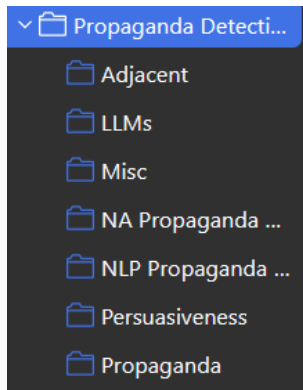 Propaganda Detecti...
Adjacent
LLMs
Misc
NA Propaganda ...
NLP Propaganda ...
Persuasiveness
Propaganda